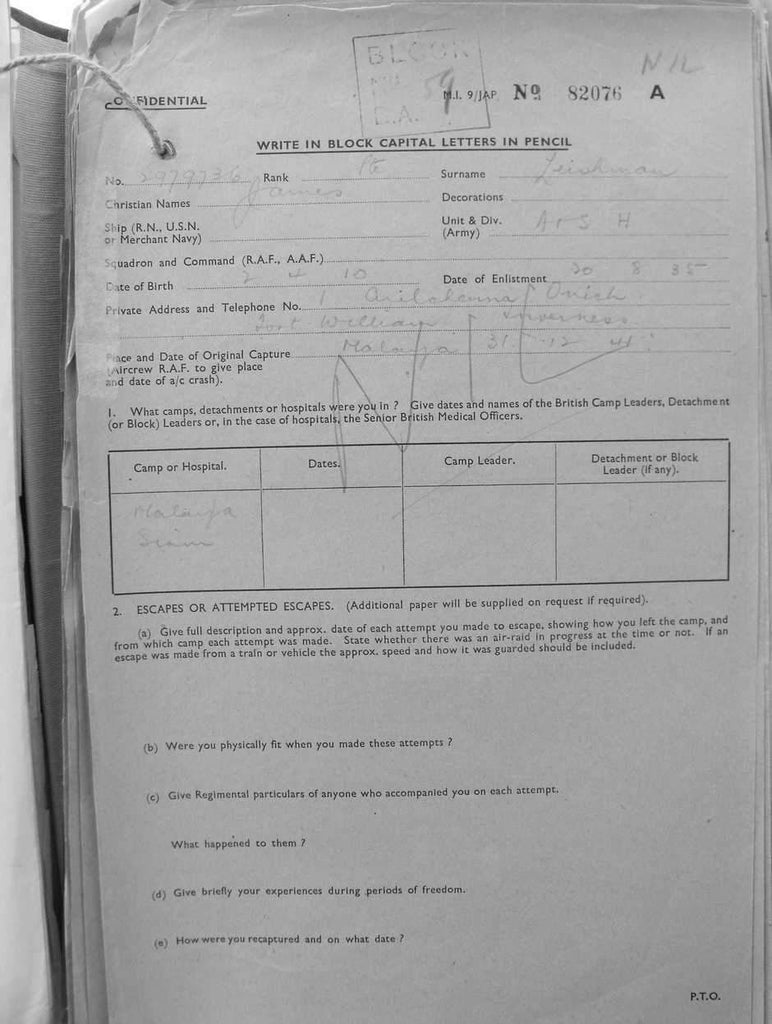 NIL
BLOCK
CONFIDENTIAL M.I. 9/JAP Nº 82076 A
WRITE IN BLOCK CAPITAL LETTERS IN PENCIL
No. 2979736 Rank Pte Surname Leishman
Christian Names James Decorations
Ship (R.N., U.S.N. Unit & Div. A & S H
or Merchant Navy) (Army)
Squadron and Command (R.A.F., A.A.F.)
Date of Birth 2 4 10 Date of Enlistment 30 8 35
Private Address and Telephone No. 1 Onich
Fort William Inverness
Place and Date of Original Capture Malaya 31 - 12 - 41
(Aircrew R.A.F. to give place
and date of a/c crash).
NIL
1. What camps, detachments or hospitals were you in ? Give dates and names of the British Camp Leaders, Detachment
(or Block) Leaders or, in the case of hospitals, the Senior British Medical Officers.
Camp or Hospital. Dates. Camp Leader. Detachment or Block
Leader (if any).
Malaya
Siam
2. ESCAPES OR ATTEMPTED ESCAPES. (Additional paper will be supplied on request if required).
(a) Give full description and approx. date of each attempt you made to escape, showing how you left the camp, and
from which camp each attempt was made. State whether there was an air-raid in progress at the time or not. If an
escape was made from a train or vehicle the approx. speed and how it was guarded should be included.
(b) Were you physically fit when you made these attempts ?
(c) Give Regimental particulars of anyone who accompanied you on each attempt.
What happened to them ?
(d) Give briefly your experiences during periods of freedom.
(e) How were you recaptured and on what date ?
P.T.O.